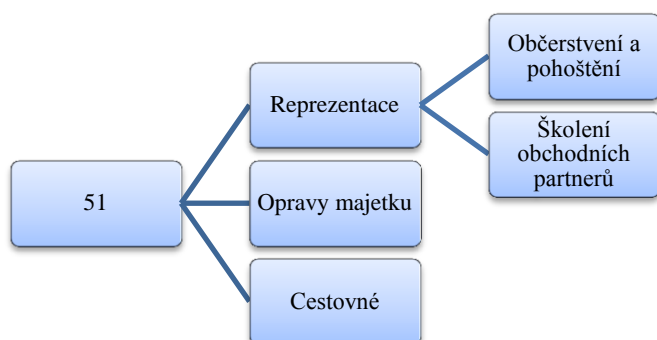 Občerstvení a
pohoštění
Reprezentace
Školení
obchodních
partnerů
51
Opravy majetku
Cestovné